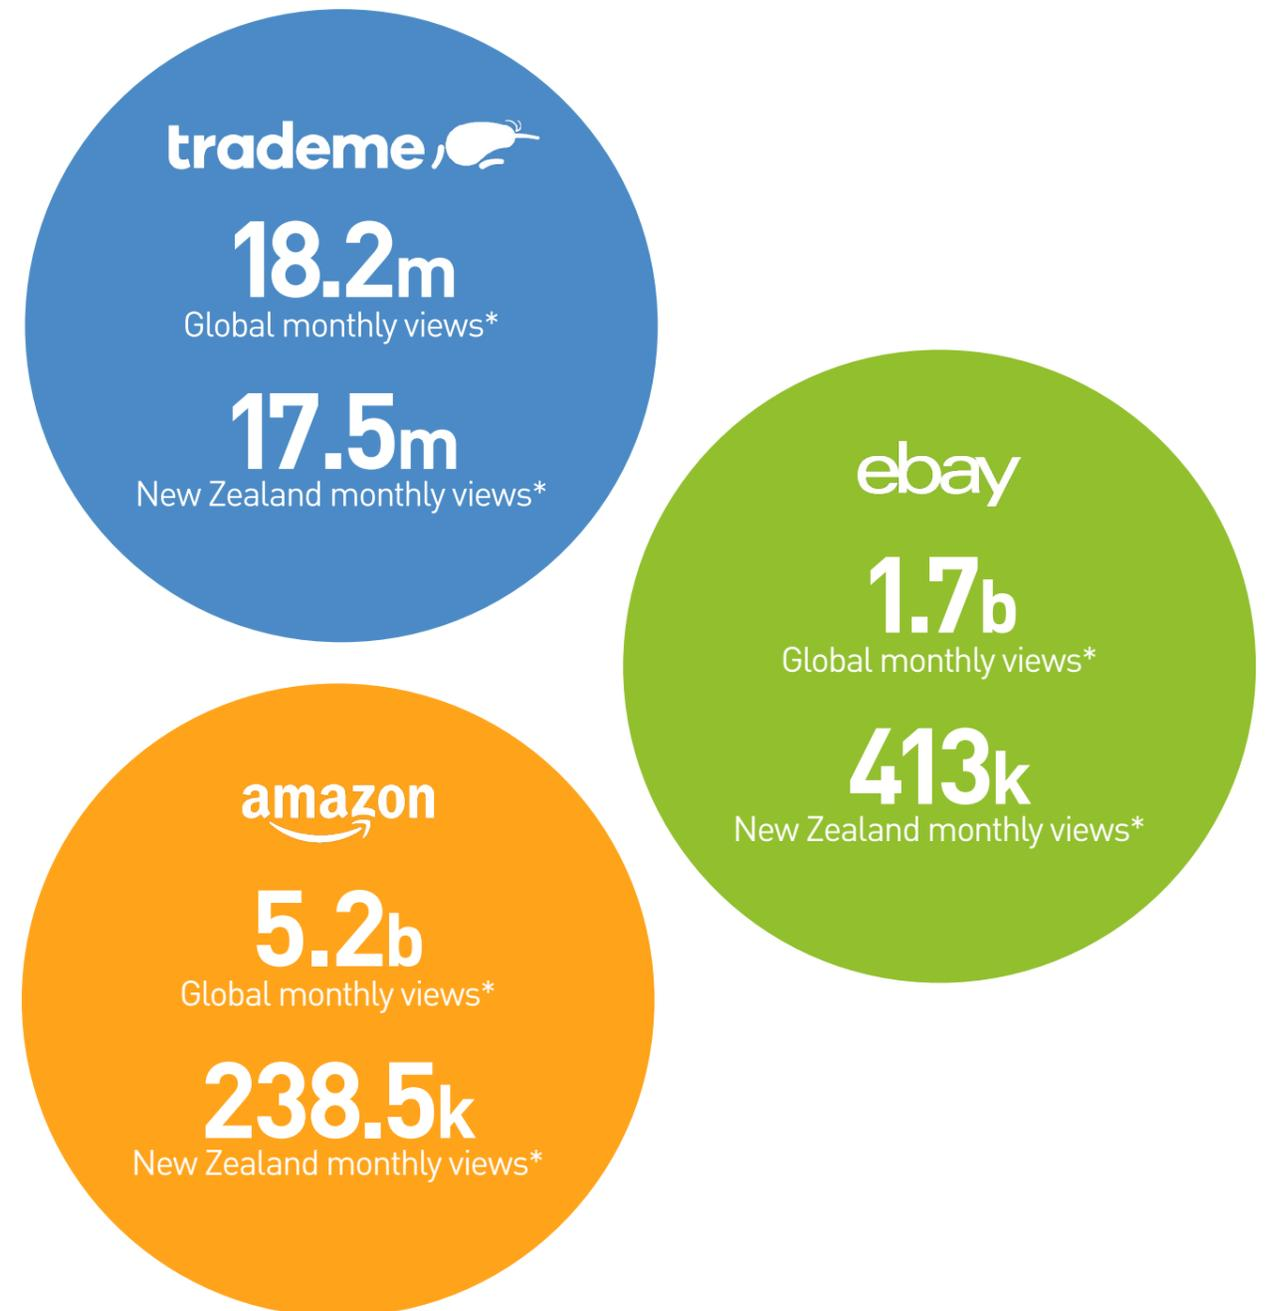 trademe
18.2m
Global monthly views*
17.5m
New Zealand monthly views*
ebay
1.7b
Global monthly views*
413k
New Zealand monthly views*
amazon
5.2b
Global monthly views*
238.5k
New Zealand monthly views*